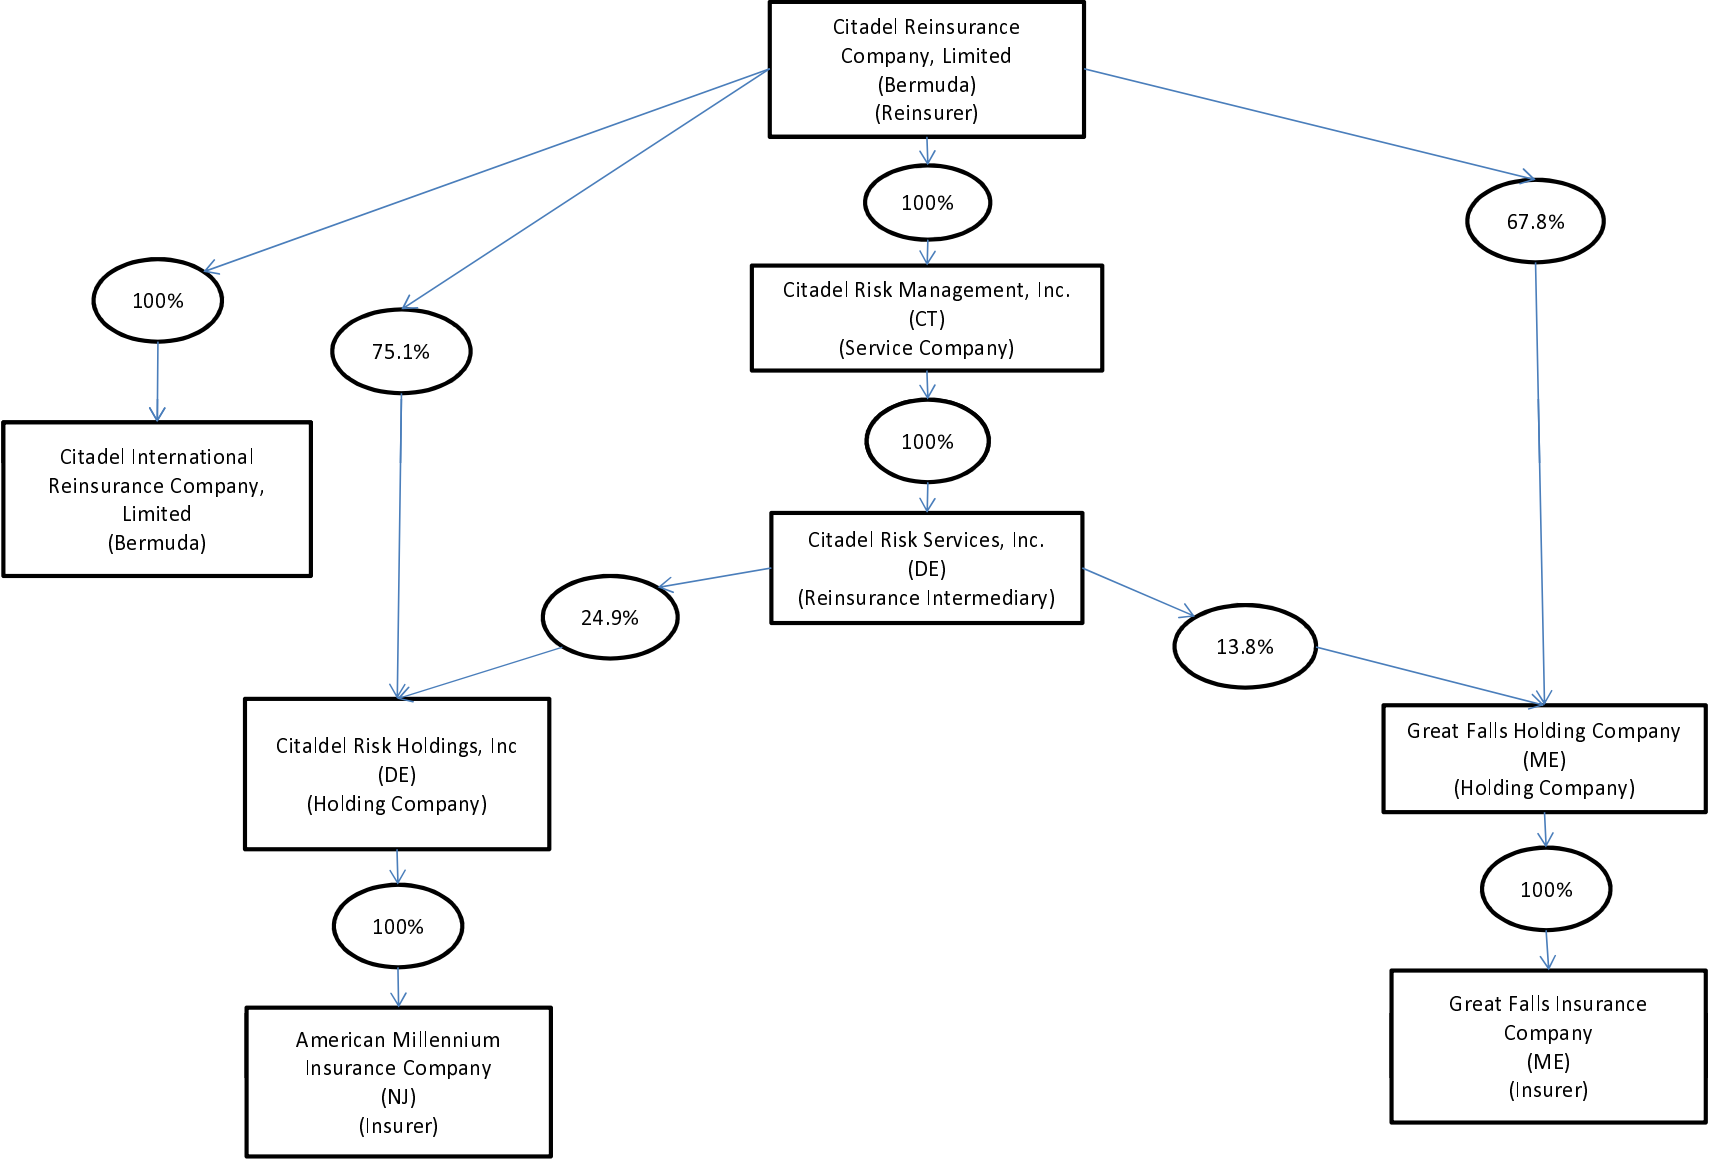 Citadel Reinsurance
Company, Limited
(Bermuda)
(Reinsurer)
100%
67.8%
100%
75.1%
Citadel Risk Management, Inc.
(CT)
(Service Company)
100%
Citadel International
Reinsurance Company,
Limited
(Bermuda)
Citadel Risk Services, Inc.
(DE)
(Reinsurance Intermediary)
24.9%
13.8%
Citaldel Risk Holdings, Inc
(DE)
(Holding Company)
Great Falls Holding Company
(ME)
(Holding Company)
100%
100%
American Millennium
Insurance Company
(NJ)
(Insurer)
Great Falls Insurance
Company
(ME)
(Insurer)